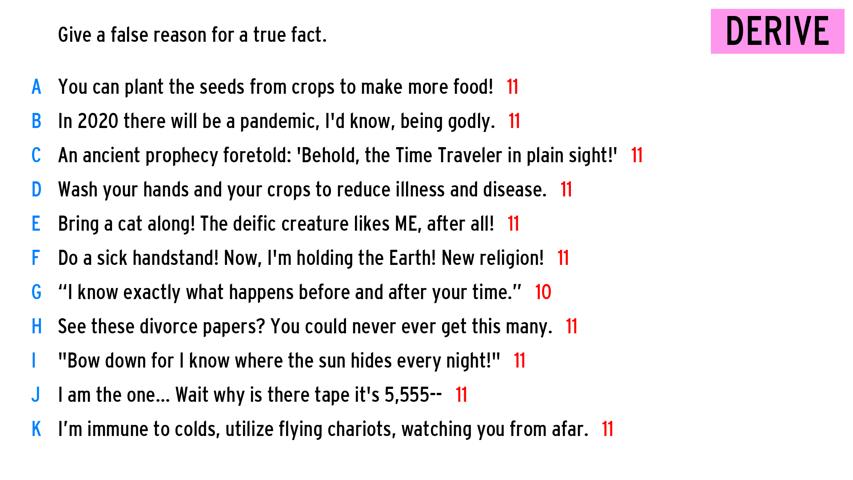 Give a false reason for a true fact.
DERIVE
A You can plant the seeds from crops to make more food! 11
B In 2020 there will be a pandemic, I'd know, being godly. 11
C An ancient prophecy foretold: 'Behold, the Time Traveler in plain sight!' 11
D Wash your hands and your crops to reduce illness and disease. 11
E Bring a cat along! The deific creature likes ME, after all! 11
F Do a sick handstand! Now, I'm holding the Earth! New religion! 11
G “I know exactly what happens before and after your time.” 10
H See these divorce papers? You could never ever get this many. 11
I "Bow down for I know where the sun hides every night!" 11
J I am the one... Wait why is there tape it's 5,555-- 11
K I’m immune to colds, utilize flying chariots, watching you from afar. 11